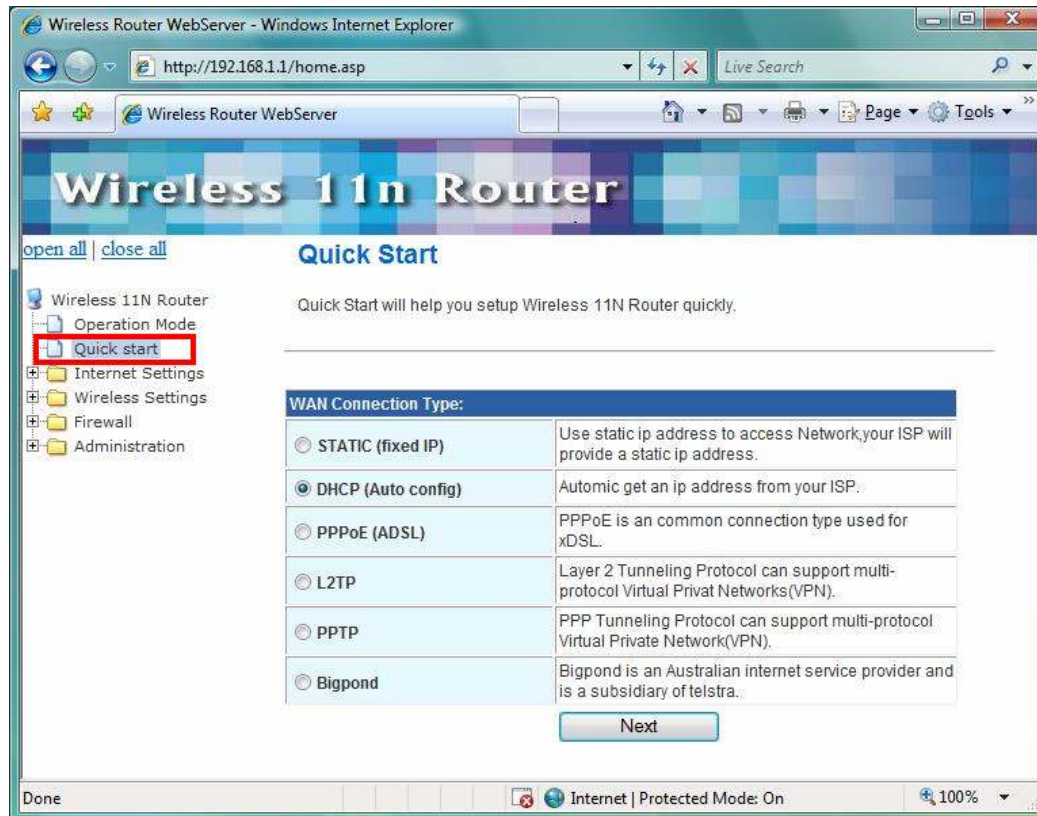 Wireless Router WebServer - Windows Internet Explorer
http://192.168.1.1/home.asp
Live Search
Wireless Router WebServer
Page
Tools
Wireless 11n Router
open all | close all
Wireless 11N Router
Operation Mode
Quick start
Internet Settings
Wireless Settings
Firewall
Administration
Quick Start
Quick Start will help you setup Wireless 11N Router quickly.
WAN Connection Type:
STATIC (fixed IP)
Use static ip address to access Network,your ISP will
provide a static ip address.
DHCP (Auto config)
Automic get an ip address from your ISP.
PPPoE (ADSL)
PPPoE is an common connection type used for
xDSL.
L2TP
Layer 2 Tunneling Protocol can support multi-
protocol Virtual Privat Networks(VPN).
PPTP
PPP Tunneling Protocol can support multi-protocol
Virtual Private Network(VPN).
Bigpond
Bigpond is an Australian internet service provider and
is a subsidiary of telstra.
Next
Done
Internet | Protected Mode: On
100%